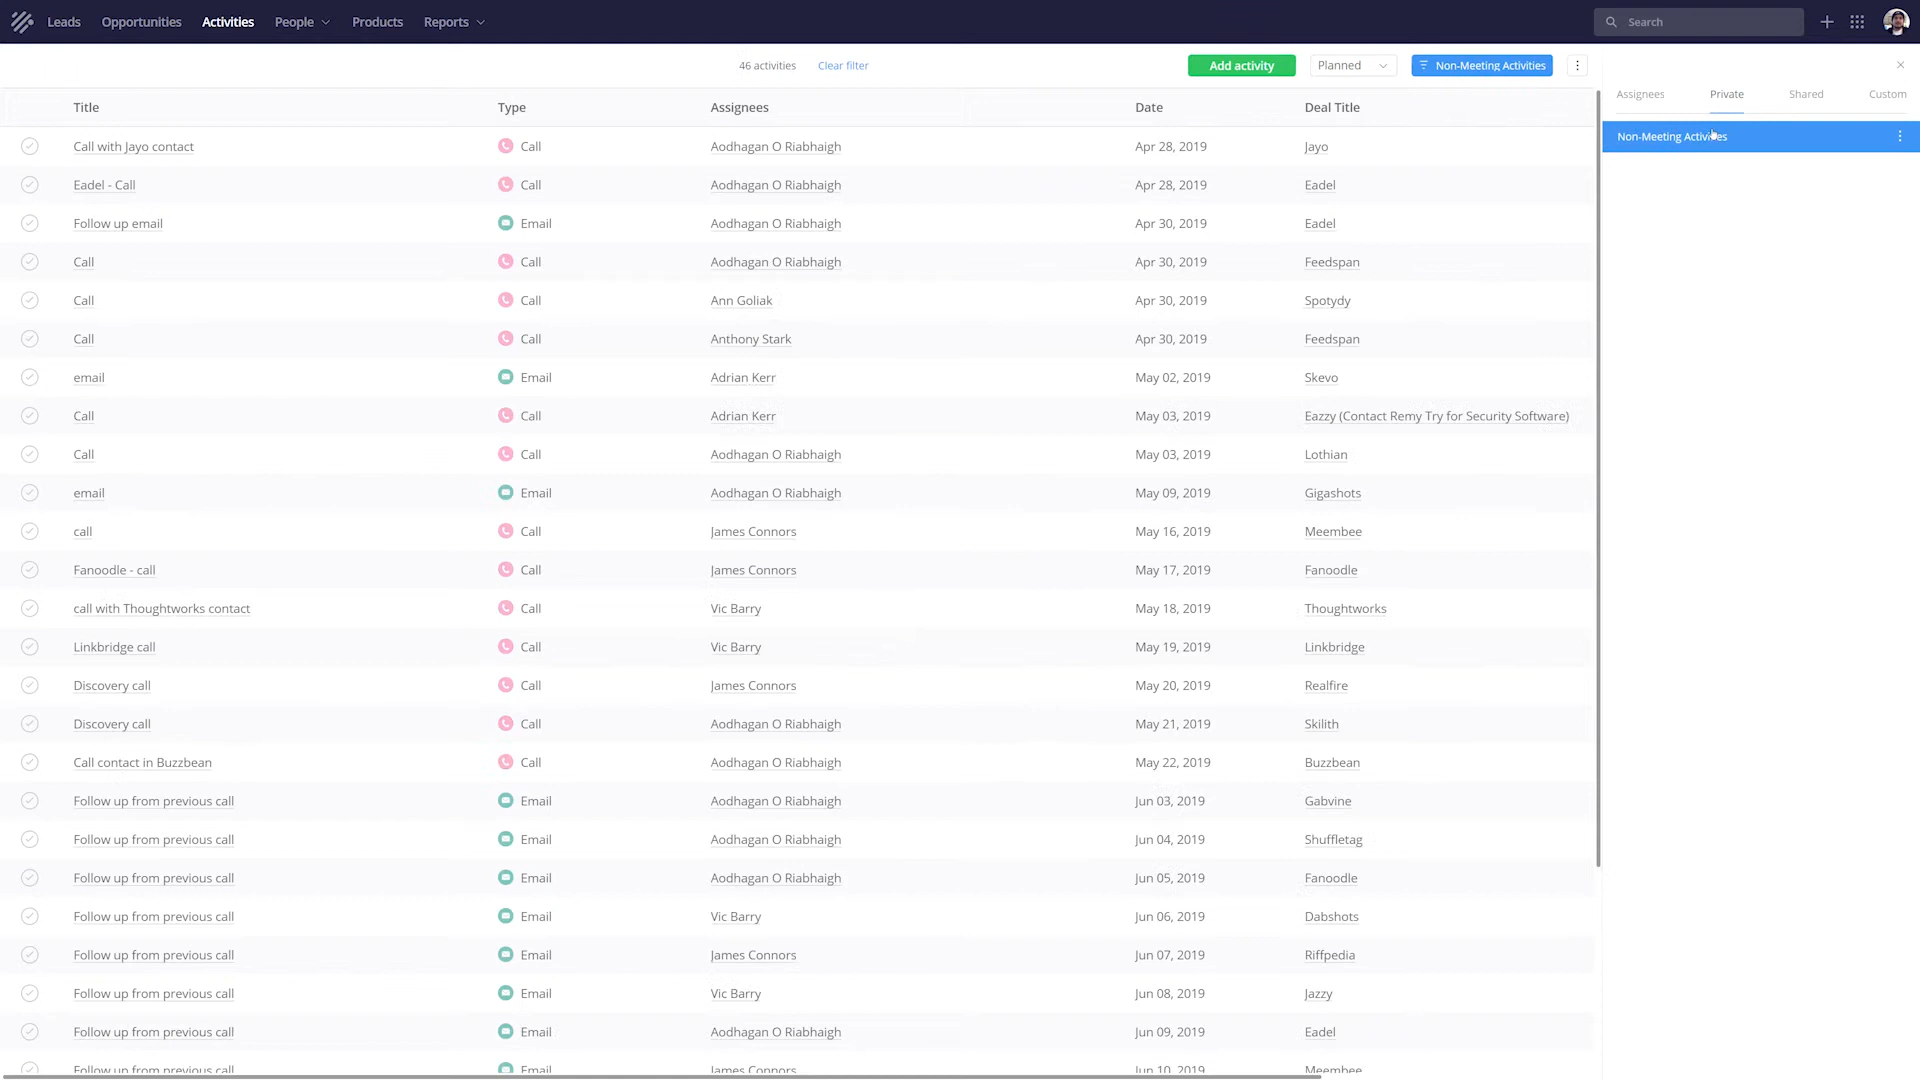 Leads Opportunities Activities People Products Reports Search
46 activities Clear filter Add activity Planned Non-Meeting Activities
Assignees Private Shared Custom
Non-Meeting Activities
Title Type Assignees Date Deal Title
Call with Jayo contact Call Aodhagan O Riabhaigh Apr 28, 2019 Jayo
Eadel - Call Call Aodhagan O Riabhaigh Apr 28, 2019 Eadel
Follow up email Email Aodhagan O Riabhaigh Apr 30, 2019 Eadel
Call Call Aodhagan O Riabhaigh Apr 30, 2019 Feedspan
Call Call Ann Goliak Apr 30, 2019 Spotydy
Call Call Anthony Stark Apr 30, 2019 Feedspan
email Email Adrian Kerr May 02, 2019 Skevo
Call Call Adrian Kerr May 03, 2019 Eazzy (Contact Remy Try for Security Software)
Call Call Aodhagan O Riabhaigh May 03, 2019 Lothian
email Email Aodhagan O Riabhaigh May 09, 2019 Gigashots
call Call James Connors May 16, 2019 Meembee
Fanoodle - call Call James Connors May 17, 2019 Fanoodle
call with Thoughtworks contact Call Vic Barry May 18, 2019 Thoughtworks
Linkbridge call Call Vic Barry May 19, 2019 Linkbridge
Discovery call Call James Connors May 20, 2019 Realfire
Discovery call Call Aodhagan O Riabhaigh May 21, 2019 Skilith
Call contact in Buzzbean Call Aodhagan O Riabhaigh May 22, 2019 Buzzbean
Follow up from previous call Email Aodhagan O Riabhaigh Jun 03, 2019 Gabvine
Follow up from previous call Email Aodhagan O Riabhaigh Jun 04, 2019 Shuffletag
Follow up from previous call Email Aodhagan O Riabhaigh Jun 05, 2019 Fanoodle
Follow up from previous call Email Vic Barry Jun 06, 2019 Dabshots
Follow up from previous call Email James Connors Jun 07, 2019 Riffpedia
Follow up from previous call Email Vic Barry Jun 08, 2019 Jazzy
Follow up from previous call Email Aodhagan O Riabhaigh Jun 09, 2019 Eadel
Follow up from previous call Email James Connors Jun 10, 2019 Meembee